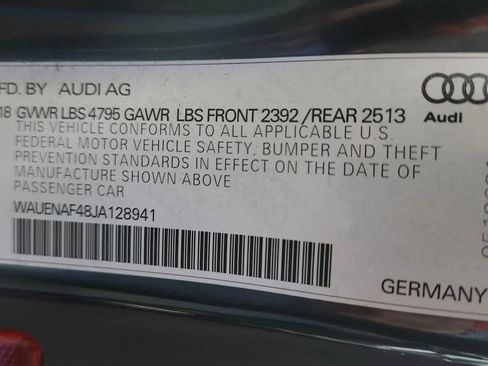 FD. BY AUDI AG
18 GVWR LBS 4795 GAWR LBS FRONT 2392 /REAR 2513
Audi
THIS VEHICLE CONFORMS TO ALL APPLICABLE U.S.
FEDERAL MOTOR VEHICLE SAFETY, BUMPER AND THEFT
PREVENTION STANDARDS IN EFFECT ON THE DATE
OF MANUFACTURE SHOWN ABOVE
PASSENGER CAR
WAUENAF48JA128941
GERMANY